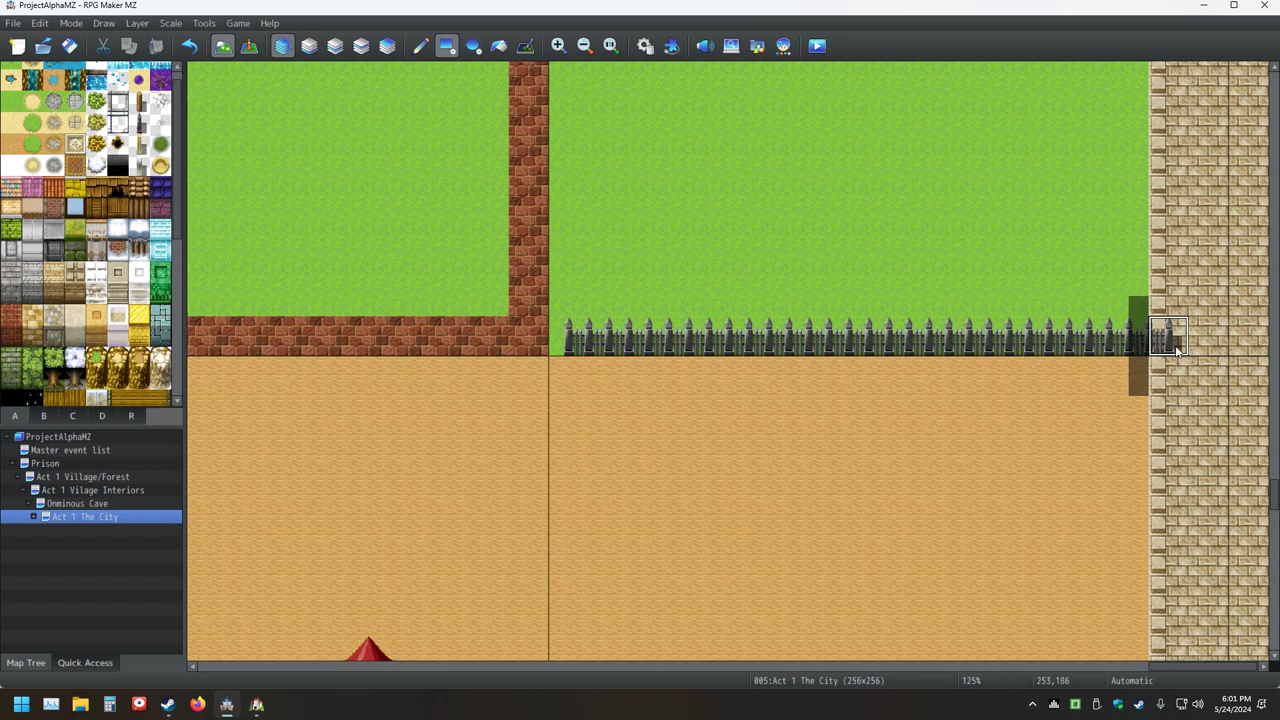 ProjectAlphaMZ - RPG Maker MZ
File Edit Mode Draw Layer Scale Tools Game Help
A B C D R
ProjectAlphaMZ
Master event list
Prison
Act 1 Village/Forest
Act 1 Vilage Interiors
Onminous Cave
Act 1 The City
Map Tree Quick Access
005:Act 1 The City (256x256) 125% 253,186 Automatic
6:01 PM
5/24/2024